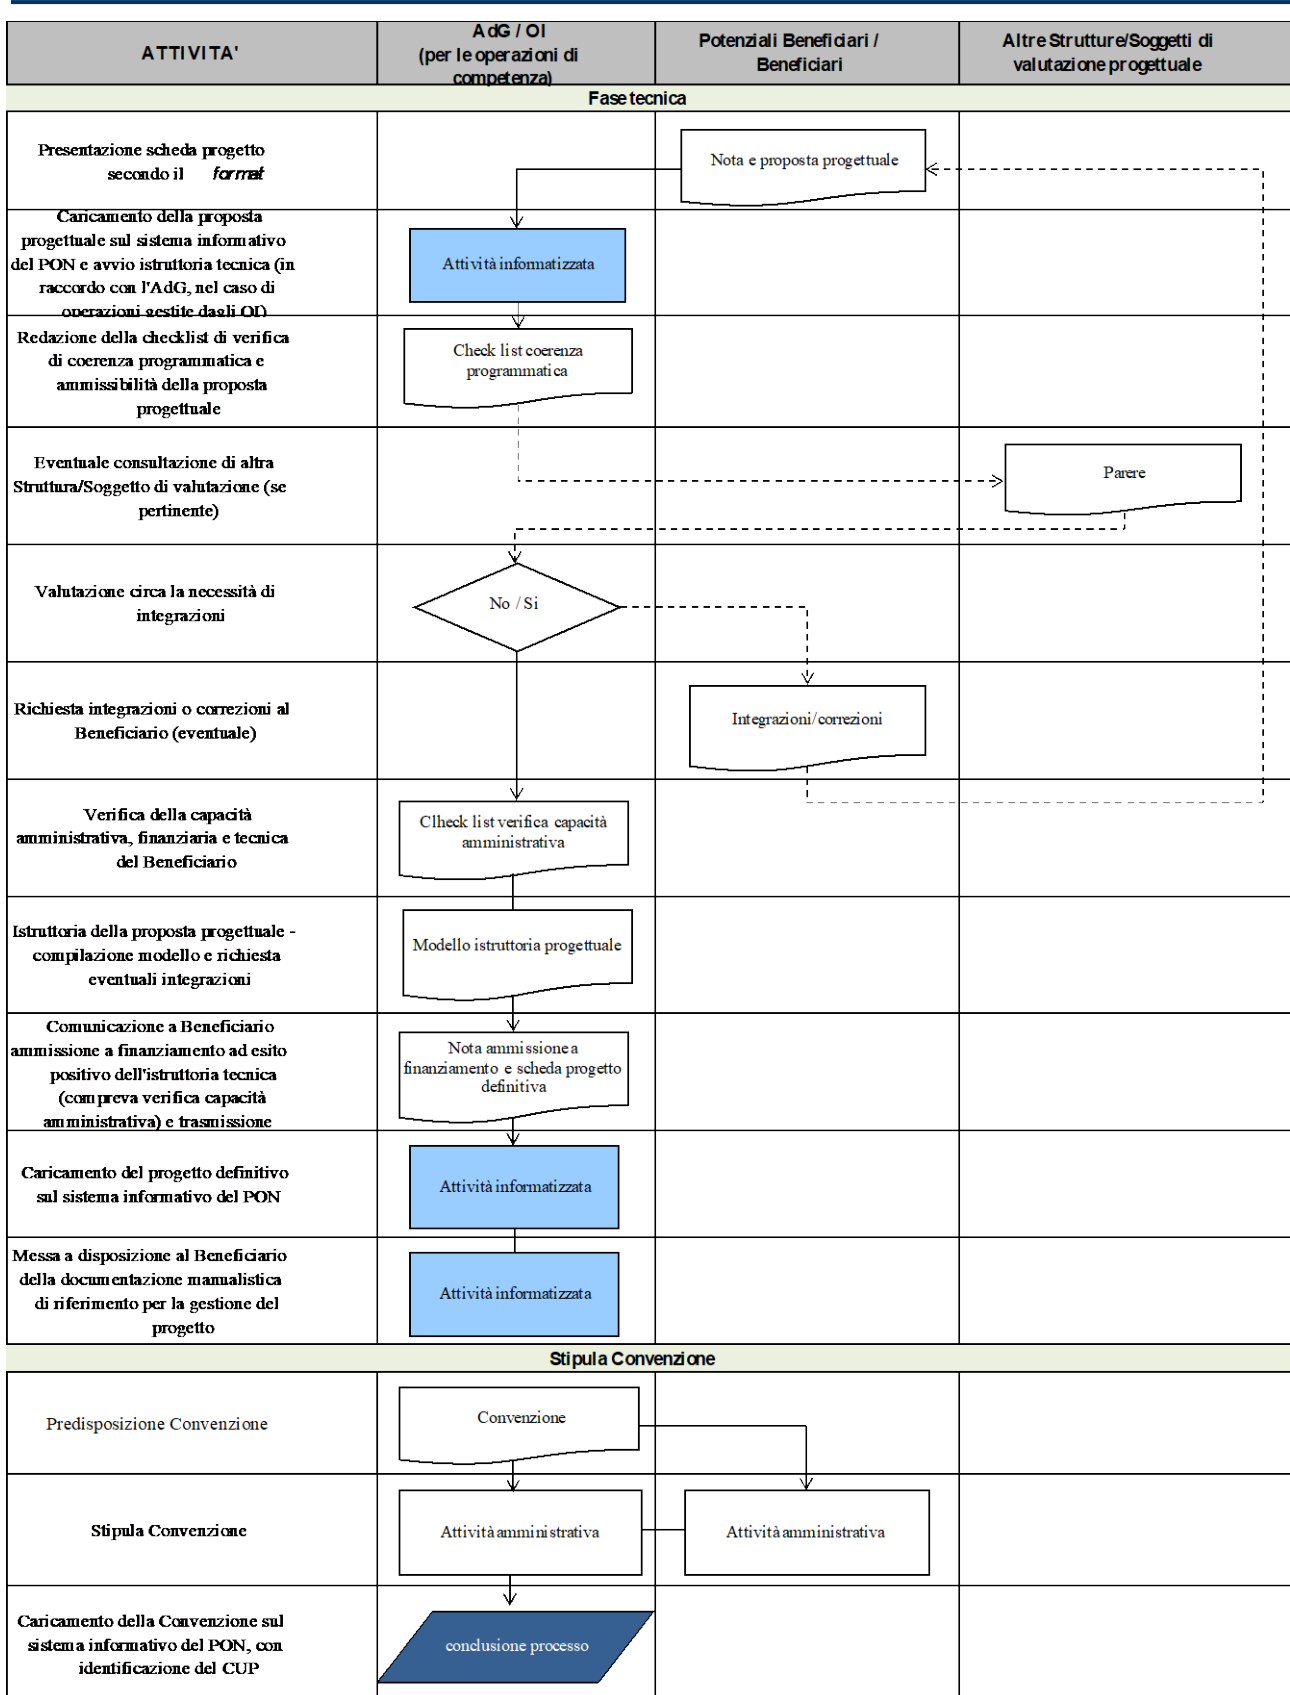 ATTIVITA'
AdG / OI
(per le operazioni di
competenza)
Potenziali Beneficiari /
Beneficiari
Altre Strutture/Soggetti di
valutazione progettuale
Fase tecnica
Presentazione scheda progetto
secondo il format
Nota e proposta progettuale
Caricamento della proposta
progettuale sul sistema informativo
del PON e avvio istruttoria tecnica (in
raccordo con l'AdG, nel caso di
operazioni gestite dagli OI)
Attività informatizzata
Redazione della checklist di verifica
di coerenza programmatica e
ammissibilità della proposta
progettuale
Check list coerenza
programmatica
Eventuale consultazione di altra
Struttura/Soggetto di valutazione (se
pertinente)
Parere
Valutazione circa la necessità di
integrazioni
No / Si
Richiesta integrazioni o correzioni al
Beneficiario (eventuale)
Integrazioni/correzioni
Verifica della capacità
amministrativa, finanziaria e tecnica
del Beneficiario
Clheck list verifica capacità
amministrativa
Istruttoria della proposta progettuale -
compilazione modello e richiesta
eventuali integrazioni
Modello istruttoria progettuale
Comunicazione a Beneficiario
ammissione a finanziamento ad esito
positivo dell'istruttoria tecnica
(compreva verifica capacità
amministrativa) e trasmissione
Nota ammissione a
finanziamento e scheda progetto
definitiva
Caricamento del progetto definitivo
sul sistema informativo del PON
Attività informatizzata
Messa a disposizione al Beneficiario
della documentazione manualistica
di riferimento per la gestione del
progetto
Attività informatizzata
Stipula Convenzione
Predisposizione Convenzione
Convenzione
Stipula Convenzione
Attività amministrativa
Attività amministrativa
Caricamento della Convenzione sul
sistema informativo del PON, con
identificazione del CUP
conclusione processo